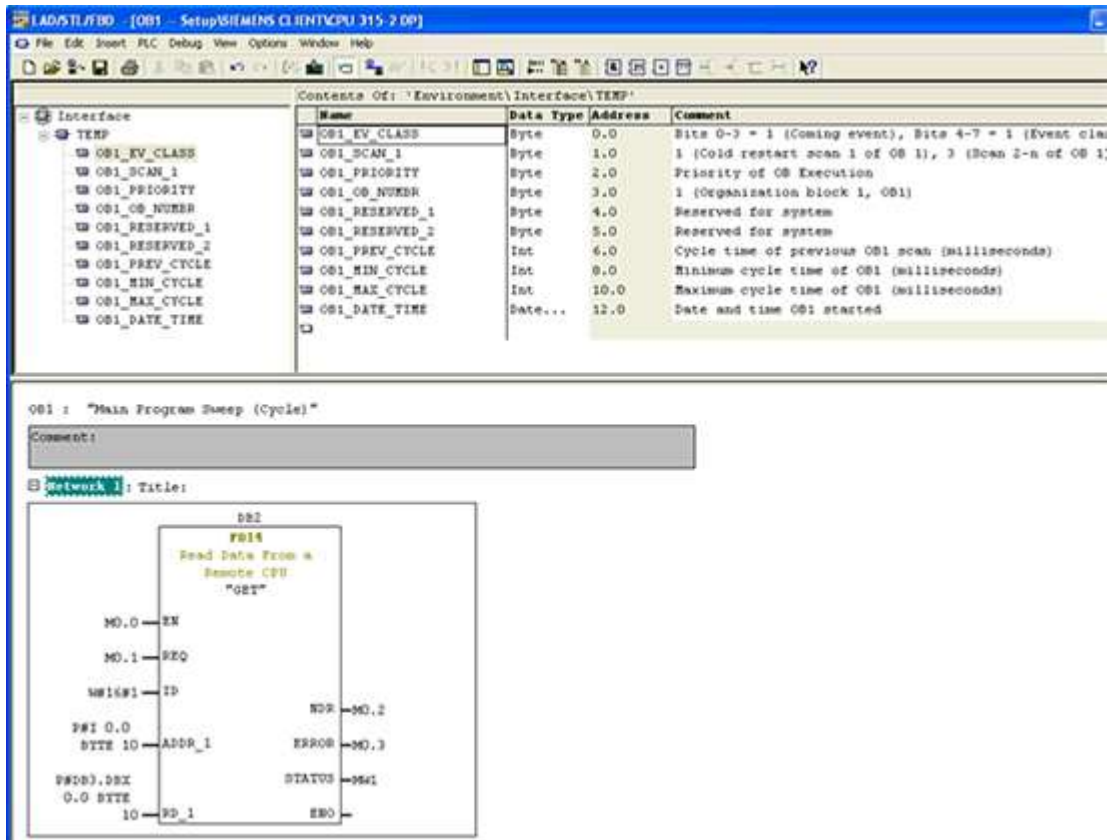 LAD/STL/FBD - [OB1 -- Setup\SIEMENS CLIENT\CPU 315-2 DP]
File Edit Insert PLC Debug View Options Window Help
Contents Of: 'Environment\Interface\TEMP'
Interface
TEMP
OB1_EV_CLASS
OB1_SCAN_1
OB1_PRIORITY
OB1_OB_NUMBR
OB1_RESERVED_1
OB1_RESERVED_2
OB1_PREV_CYCLE
OB1_MIN_CYCLE
OB1_MAX_CYCLE
OB1_DATE_TIME
Name Data Type Address Comment
OB1_EV_CLASS Byte 0.0 Bits 0-3 = 1 (Coming event), Bits 4-7 = 1 (Event clas
OB1_SCAN_1 Byte 1.0 1 (Cold restart scan 1 of OB 1), 3 (Scan 2-n of OB 1)
OB1_PRIORITY Byte 2.0 Priority of OB Execution
OB1_OB_NUMBR Byte 3.0 1 (Organization block 1, OB1)
OB1_RESERVED_1 Byte 4.0 Reserved for system
OB1_RESERVED_2 Byte 5.0 Reserved for system
OB1_PREV_CYCLE Int 6.0 Cycle time of previous OB1 scan (milliseconds)
OB1_MIN_CYCLE Int 8.0 Minimum cycle time of OB1 (milliseconds)
OB1_MAX_CYCLE Int 10.0 Maximum cycle time of OB1 (milliseconds)
OB1_DATE_TIME Date... 12.0 Date and time OB1 started
OB1 : "Main Program Sweep (Cycle)"
Comment:
Network 1: Title:
DB2
FB14
Read Data From a
Remote CPU
"GET"
M0.0 EN
M0.1 REQ
W#16#1 ID
NDR M0.2
P#I 0.0
BYTE 10 ADDR_1 ERROR M0.3
P#DB3.DBX STATUS MW1
0.0 BYTE
10 RD_1 ENO